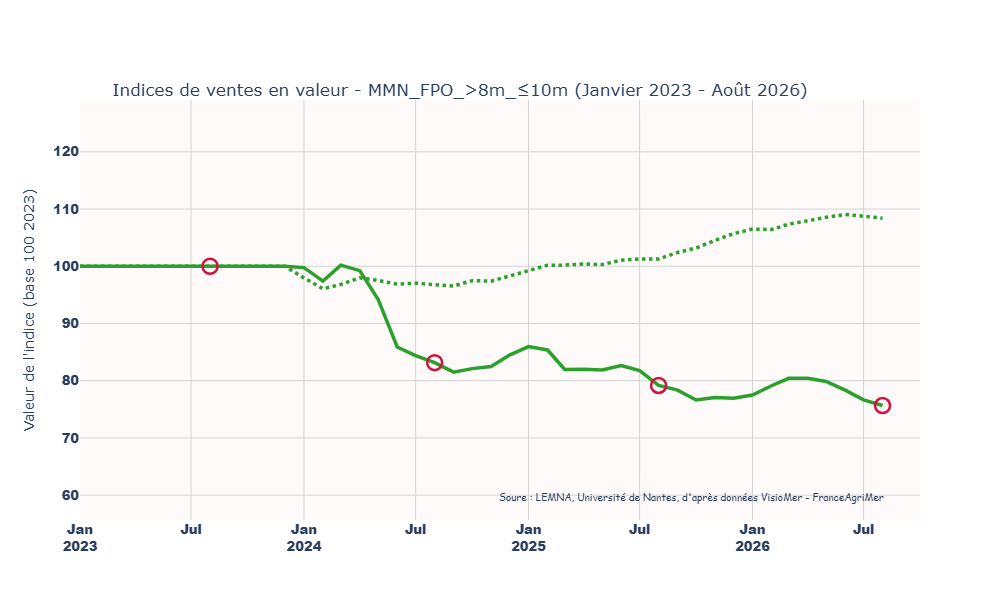 Indices de ventes en valeur - MMN_FPO_>8m_≤10m (Janvier 2023 - Août 2026)
Valeur de l'indice (base 100 2023)
120
110
100
90
80
70
60
Soure : LEMNA, Université de Nantes, d'après données VisioMer - FranceAgriMer
Jan Jul Jan Jul Jan Jul Jan Jul
2023 2024 2025 2026